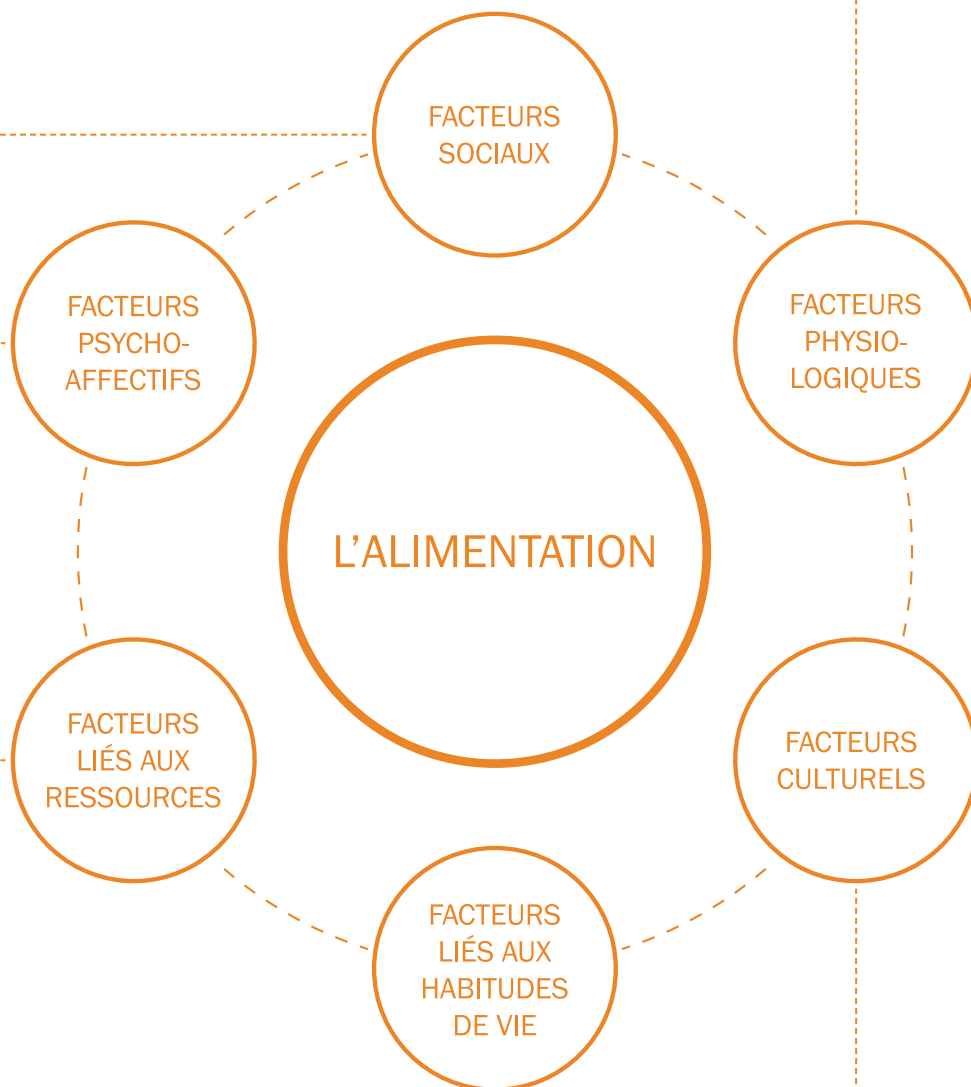 FACTEURS
SOCIAUX
FACTEURS
PSYCHO-
AFFECTIFS
FACTEURS
PHYSIO-
LOGIQUES
L’ALIMENTATION
FACTEURS
LIÉS AUX
RESSOURCES
FACTEURS
CULTURELS
FACTEURS
LIÉS AUX
HABITUDES
DE VIE